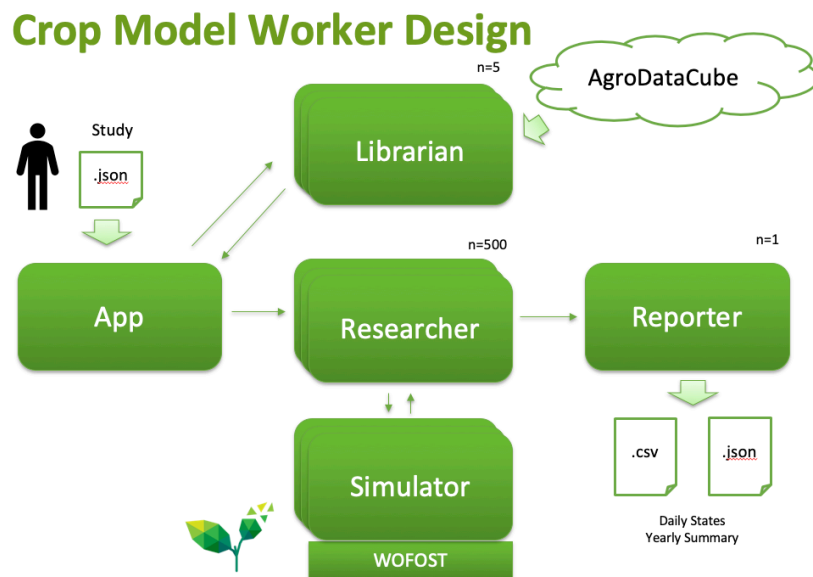 Crop Model Worker Design
n=5
AgroDataCube
Study
.json
Librarian
n=500
n=1
App
Researcher
Reporter
.csv
.json
Simulator
Daily States
Yearly Summary
WOFOST